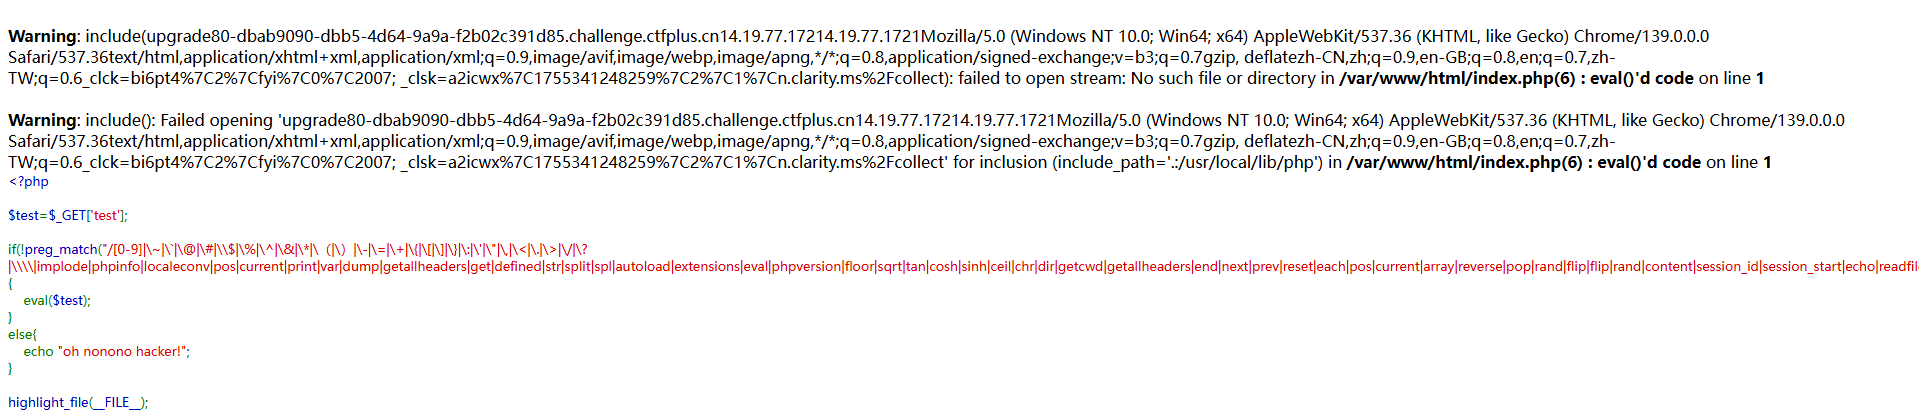 Warning: include(upgrade80-dbab9090-dbb5-4d64-9a9a-f2b02c391d85.challenge.ctfplus.cn14.19.77.17214.19.77.1721Mozilla/5.0 (Windows NT 10.0; Win64; x64) AppleWebKit/537.36 (KHTML, like Gecko) Chrome/139.0.0.0
Safari/537.36text/html,application/xhtml+xml,application/xml;q=0.9,image/avif,image/webp,image/apng,*/*;q=0.8,application/signed-exchange;v=b3;q=0.7gzip, deflatezh-CN,zh;q=0.9,en-GB;q=0.8,en;q=0.7,zh-
TW;q=0.6_clck=bi6pt4%7C2%7Cfyi%7C0%7C2007; _clsk=a2icwx%7C1755341248259%7C2%7C1%7Cn.clarity.ms%2Fcollect): failed to open stream: No such file or directory in /var/www/html/index.php(6) : eval()'d code on line 1
Warning: include(): Failed opening 'upgrade80-dbab9090-dbb5-4d64-9a9a-f2b02c391d85.challenge.ctfplus.cn14.19.77.17214.19.77.1721Mozilla/5.0 (Windows NT 10.0; Win64; x64) AppleWebKit/537.36 (KHTML, like Gecko) Chrome/139.0.0.0
Safari/537.36text/html,application/xhtml+xml,application/xml;q=0.9,image/avif,image/webp,image/apng,*/*;q=0.8,application/signed-exchange;v=b3;q=0.7gzip, deflatezh-CN,zh;q=0.9,en-GB;q=0.8,en;q=0.7,zh-
TW;q=0.6_clck=bi6pt4%7C2%7Cfyi%7C0%7C2007; _clsk=a2icwx%7C1755341248259%7C2%7C1%7Cn.clarity.ms%2Fcollect' for inclusion (include_path='.:/usr/local/lib/php') in /var/www/html/index.php(6) : eval()'d code on line 1
<?php
$test=$_GET['test'];
if(!preg_match("/[0-9]|\~|\`|\@|\#|\\$|\%|\^|\&|\*|\（|\）|\-|\=|\+|\{|\[|\]|\}|\:|\'|\"|\,|\<|\.|\>|\/|\?
|\\\\|implode|phpinfo|localeconv|pos|current|print|var|dump|getallheaders|get|defined|str|split|spl|autoload|extensions|eval|phpversion|floor|sqrt|tan|cosh|sinh|ceil|chr|dir|getcwd|getallheaders|end|next|prev|reset|each|pos|current|array|reverse|pop|rand|flip|flip|rand|content|session_id|session_start|echo|readfil
{
    eval($test);
}
else{
    echo "oh nonono hacker!";
}
highlight_file(__FILE__);